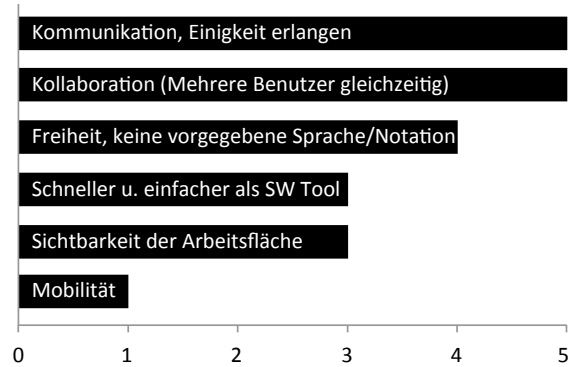 Kommunikation, Einigkeit erlangen
Kollaboration (Mehrere Benutzer gleichzeitig)
Freiheit, keine vorgegebene Sprache/Notation
Schneller u. einfacher als SW Tool
Sichtbarkeit der Arbeitsfläche
Mobilität
0 1 2 3 4 5